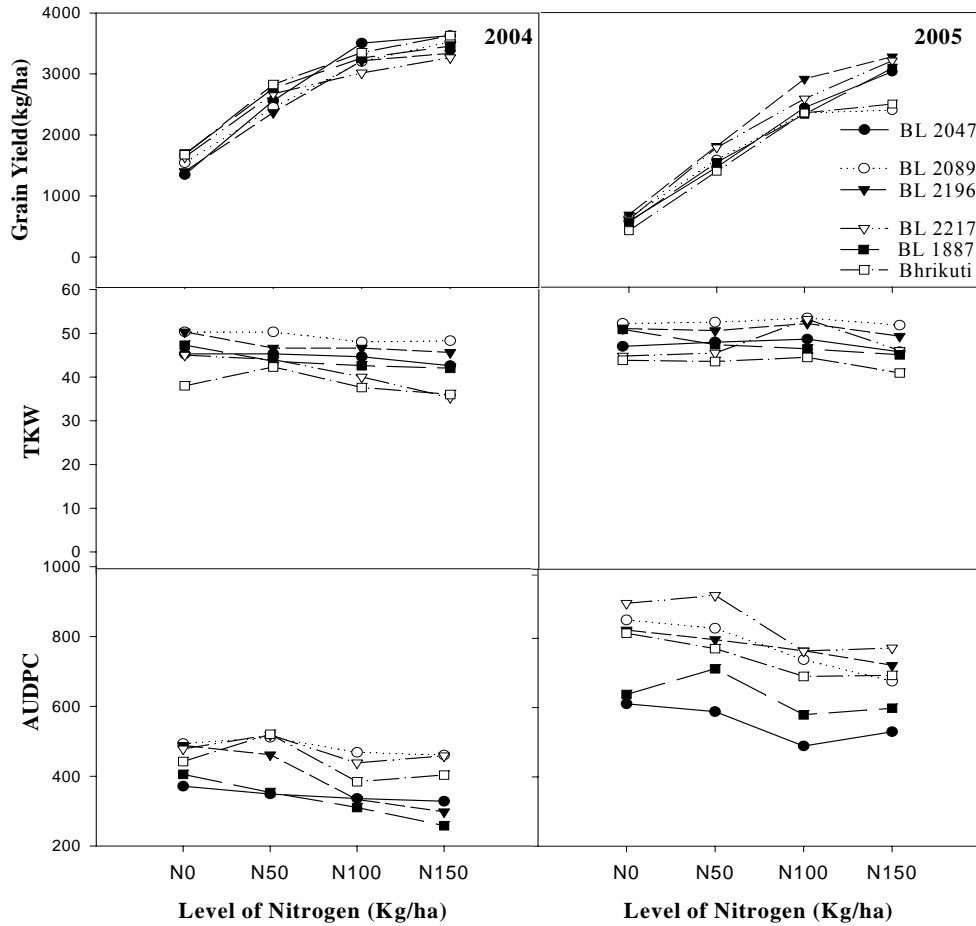 4000
3000
2000
1000
0
Grain Yield(kg/ha)
2004
2005
BL 2047
BL 2089
BL 2196
BL 2217
BL 1887
Bhrikuti
60
50
40
30
20
10
0
TKW
1000
800
600
400
200
AUDPC
N0 N50 N100 N150
N0 N50 N100 N150
Level of Nitrogen (Kg/ha)
Level of Nitrogen (Kg/ha)